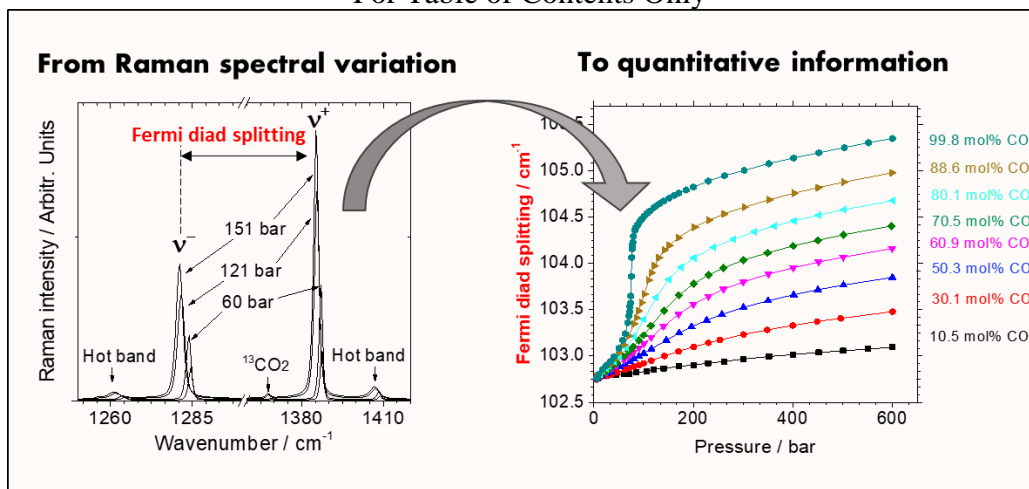 For Table of Contents Only
From Raman spectral variation
To quantitative information
Raman intensity / Arbitr. Units
Fermi diad splitting
ν⁺
ν⁻
151 bar
121 bar
60 bar
Hot band
¹³CO2
Hot band
1260 1285 1385 1410
Wavenumber / cm⁻¹
Fermi diad splitting / cm⁻¹
105.5
105.0
104.5
104.0
103.5
103.0
102.5
0 200 400 600
Pressure / bar
99.8 mol% CO
88.6 mol% CO
80.1 mol% CO
70.5 mol% CO
60.9 mol% CO
50.3 mol% CO
30.1 mol% CO
10.5 mol% CO